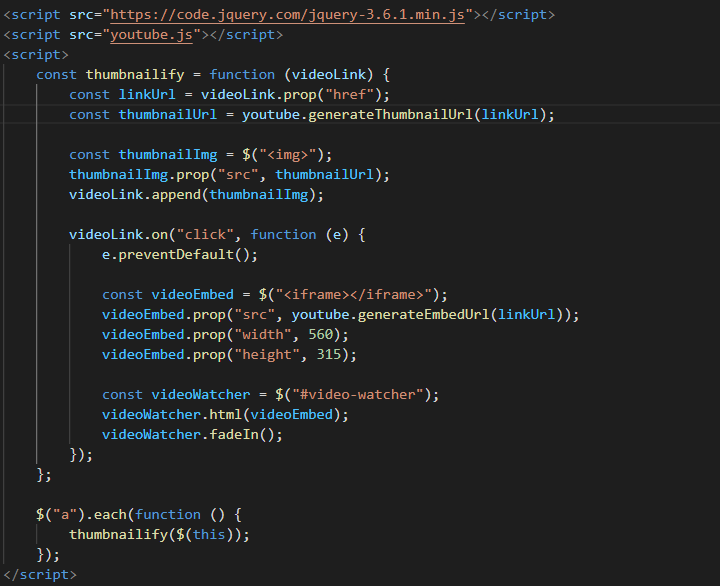 <script src="https://code.jquery.com/jquery-3.6.1.min.js"></script>
<script src="youtube.js"></script>
<script>
    const thumbnailify = function (videoLink) {
        const linkUrl = videoLink.prop("href");
        const thumbnailUrl = youtube.generateThumbnailUrl(linkUrl);

        const thumbnailImg = $("<img>");
        thumbnailImg.prop("src", thumbnailUrl);
        videoLink.append(thumbnailImg);

        videoLink.on("click", function (e) {
            e.preventDefault();

            const videoEmbed = $("<iframe></iframe>");
            videoEmbed.prop("src", youtube.generateEmbedUrl(linkUrl));
            videoEmbed.prop("width", 560);
            videoEmbed.prop("height", 315);

            const videoWatcher = $("#video-watcher");
            videoWatcher.html(videoEmbed);
            videoWatcher.fadeIn();
        });
    };

    $("a").each(function () {
        thumbnailify($(this));
    });
</script>